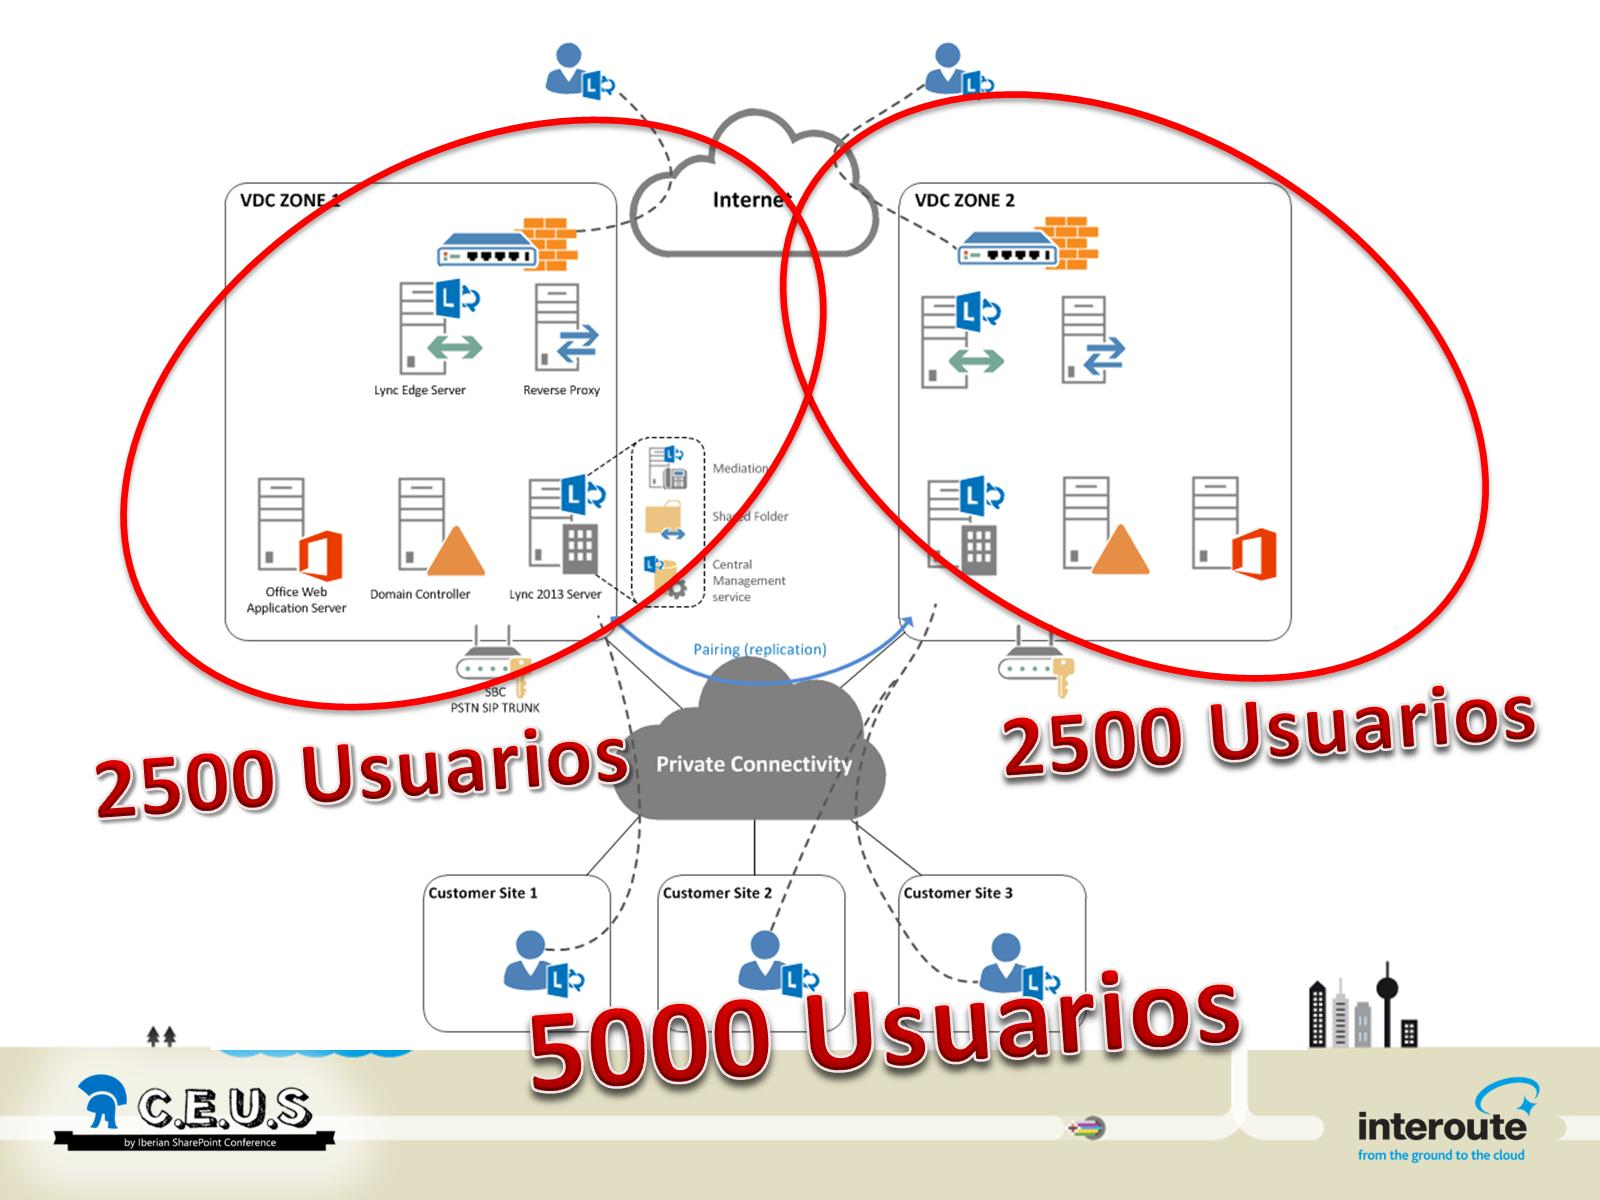 Internet
VDC ZONE 1
VDC ZONE 2
Lync Edge Server
Reverse Proxy
Mediation
Shared Folder
Central
Management
service
Office Web
Application Server
Domain Controller
Lync 2013 Server
Pairing (replication)
SBC
PSTN SIP TRUNK
2500 Usuarios
2500 Usuarios
Private Connectivity
Customer Site 1
Customer Site 2
Customer Site 3
5000 Usuarios
C.E.U.S
by Iberian SharePoint Conference
interoute
from the ground to the cloud